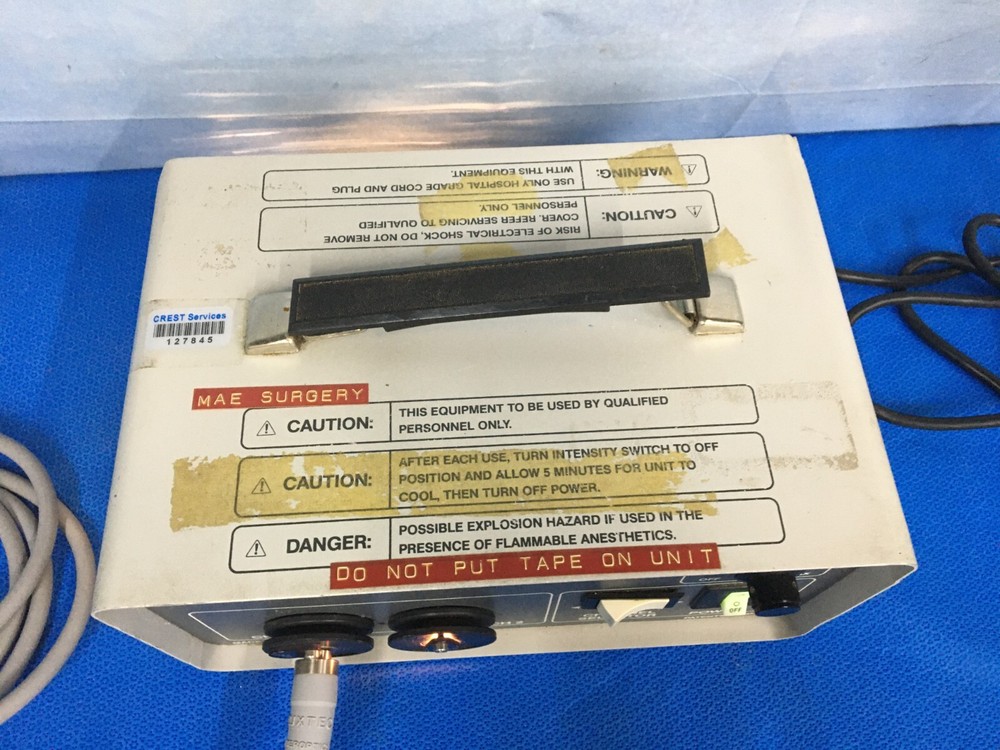 WARNING:
USE ONLY HOSPITAL GRADE CORD AND PLUG
WITH THIS EQUIPMENT.
CAUTION:
RISK OF ELECTRICAL SHOCK, DO NOT REMOVE
COVER. REFER SERVICING TO QUALIFIED
PERSONNEL ONLY.
CREST Services
127845
MAE SURGERY
CAUTION:
THIS EQUIPMENT TO BE USED BY QUALIFIED
PERSONNEL ONLY.
CAUTION:
AFTER EACH USE, TURN INTENSITY SWITCH TO OFF
POSITION AND ALLOW 5 MINUTES FOR UNIT TO
COOL, THEN TURN OFF POWER.
DANGER:
POSSIBLE EXPLOSION HAZARD IF USED IN THE
PRESENCE OF FLAMMABLE ANESTHETICS.
DO NOT PUT TAPE ON UNIT
OFF
OFF